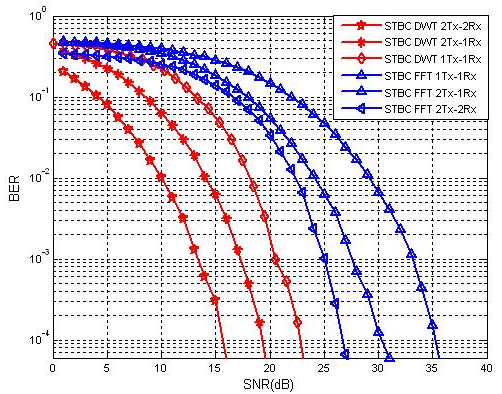 STBC DWT 2Tx-2Rx
STBC DWT 2Tx-1Rx
STBC DWT 1Tx-1Rx
STBC FFT 1Tx-1Rx
STBC FFT 2Tx-1Rx
STBC FFT 2Tx-2Rx
10^0
10^-1
10^-2
10^-3
10^-4
BER
0 5 10 15 20 25 30 35 40
SNR(dB)